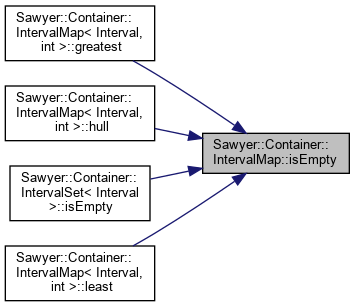 Sawyer::Container::
IntervalMap< Interval,
int >::greatest
Sawyer::Container::
IntervalMap< Interval,
int >::hull
Sawyer::Container::
IntervalMap::isEmpty
Sawyer::Container::
IntervalSet< Interval
>::isEmpty
Sawyer::Container::
IntervalMap< Interval,
int >::least